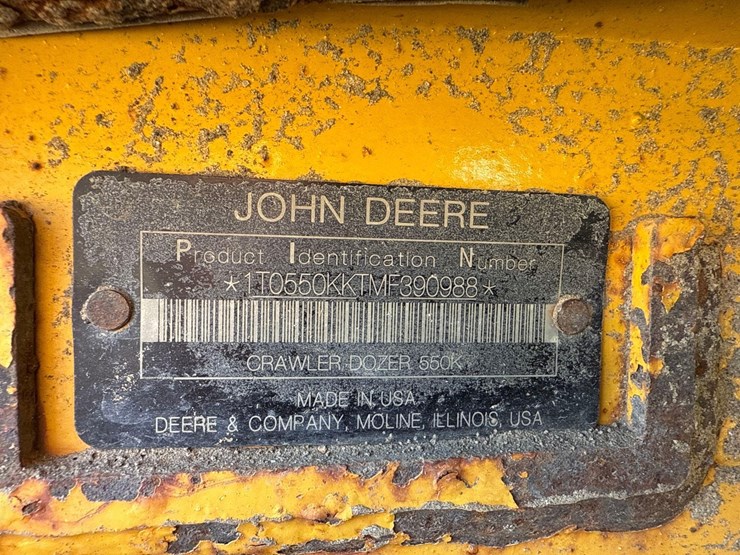 JOHN DEERE
Product Identification Number
*1T0550KKTMF390988*
CRAWLER DOZER 550K
MADE IN USA
DEERE & COMPANY, MOLINE, ILLINOIS, USA